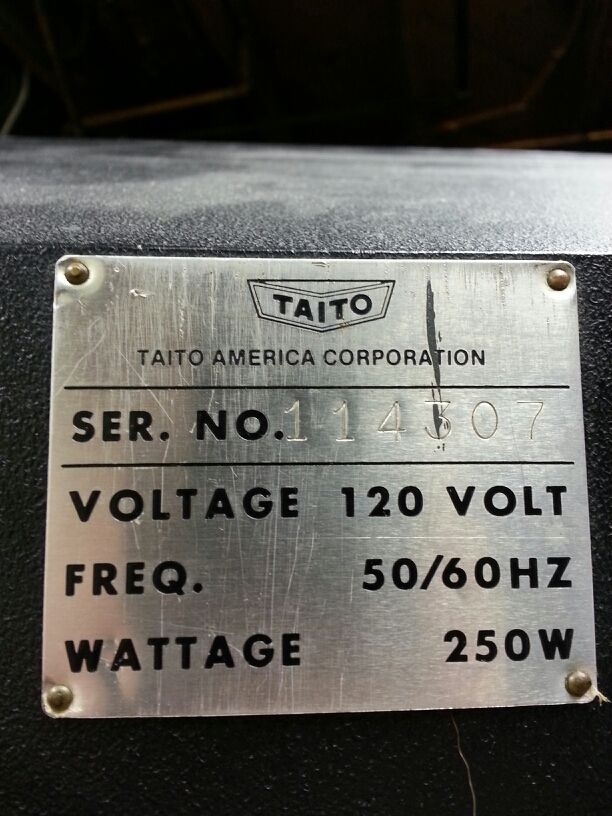 TAITO
TAITO AMERICA CORPORATION
SER. NO. 114307
VOLTAGE 120 VOLT
FREQ. 50/60HZ
WATTAGE 250W